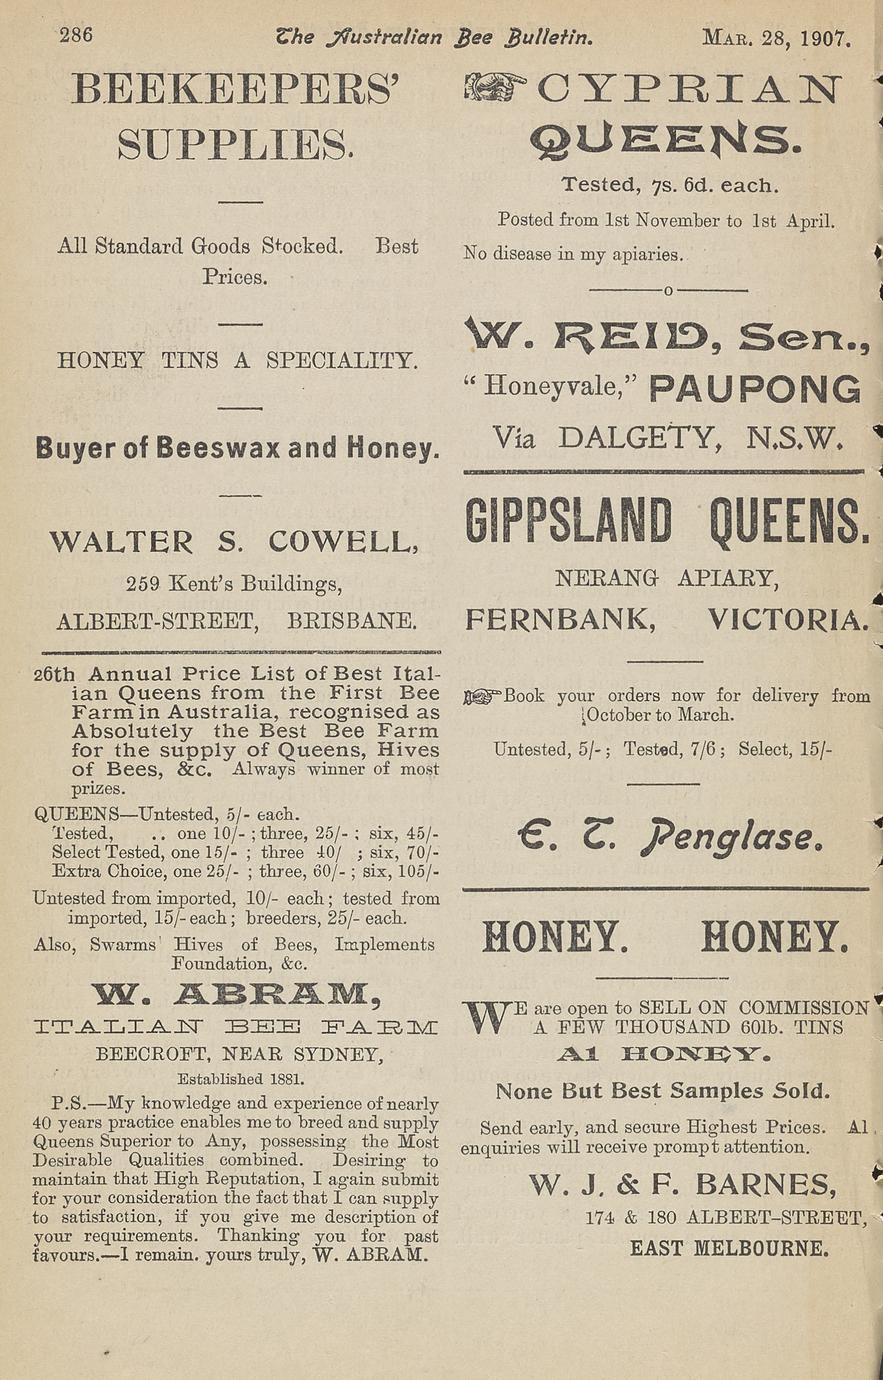 286 The Australian Bee Bulletin. MAR. 28, 1907.
BEEKEEPERS'
SUPPLIES.
All Standard Goods Stocked. Best
Prices.
HONEY TINS A SPECIALITY.
Buyer of Beeswax and Honey.
WALTER S. COWELL,
259 Kent's Buildings,
ALBERT-STREET, BRISBANE.
26th Annual Price List of Best Ital-
ian Queens from the First Bee
Farm in Australia, recognised as
Absolutely the Best Bee Farm
for the supply of Queens, Hives
of Bees, &c. Always winner of most
prizes.
QUEENS—Untested, 5/- each.
Tested, .. one 10/- ; three, 25/- ; six, 45/-
Select Tested, one 15/- ; three 40/ ; six, 70/-
Extra Choice, one 25/- ; three, 60/- ; six, 105/-
Untested from imported, 10/- each; tested from
imported, 15/- each; breeders, 25/- each.
Also, Swarms' Hives of Bees, Implements
Foundation, &c.
W. ABRAM,
ITALIAN BEE FARM
BEECROFT, NEAR SYDNEY,
Established 1881.
P.S.—My knowledge and experience of nearly
40 years practice enables me to breed and supply
Queens Superior to Any, possessing the Most
Desirable Qualities combined. Desiring to
maintain that High Reputation, I again submit
for your consideration the fact that I can supply
to satisfaction, if you give me description of
your requirements. Thanking you for past
favours.—I remain. yours truly, W. ABRAM.
CYPRIAN
QUEENS.
Tested, 7s. 6d. each.
Posted from 1st November to 1st April.
No disease in my apiaries.
o
W. REID, Sen.,
"Honeyvale," PAUPONG
Via DALGETY, N.S.W.
GIPPSLAND QUEENS.
NERANG APIARY,
FERNBANK, VICTORIA.
Book your orders now for delivery from
October to March.
Untested, 5/- ; Tested, 7/6 ; Select, 15/-
E. T. Penglase.
HONEY. HONEY.
WE are open to SELL ON COMMISSION
A FEW THOUSAND 60lb. TINS
A1 HONEY.
None But Best Samples Sold.
Send early, and secure Highest Prices. Al
enquiries will receive prompt attention.
W. J. & F. BARNES,
174 & 180 ALBERT-STREET,
EAST MELBOURNE.